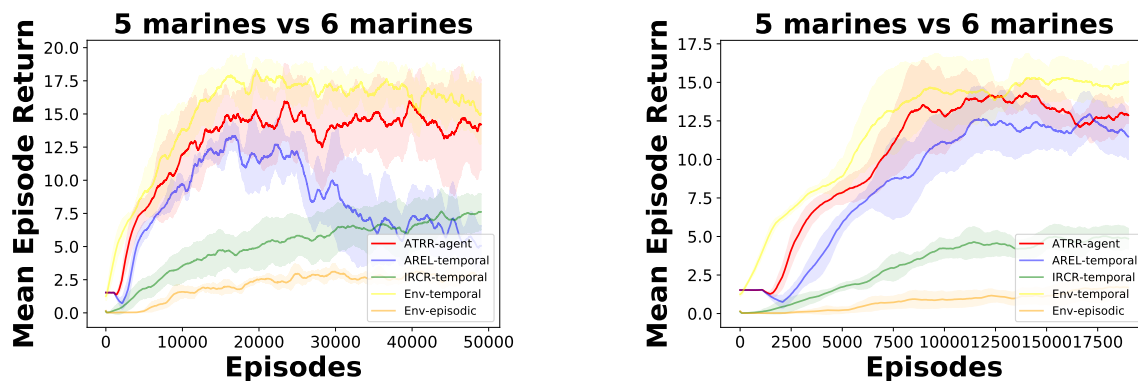 5 marines vs 6 marines
Mean Episode Return
20.0
17.5
15.0
12.5
10.0
7.5
5.0
2.5
0.0
ATRR-agent
AREL-temporal
IRCR-temporal
Env-temporal
Env-episodic
0 10000 20000 30000 40000 50000
Episodes
5 marines vs 6 marines
Mean Episode Return
17.5
15.0
12.5
10.0
7.5
5.0
2.5
0.0
ATRR-agent
AREL-temporal
IRCR-temporal
Env-temporal
Env-episodic
0 2500 5000 7500 10000 12500 15000 17500
Episodes